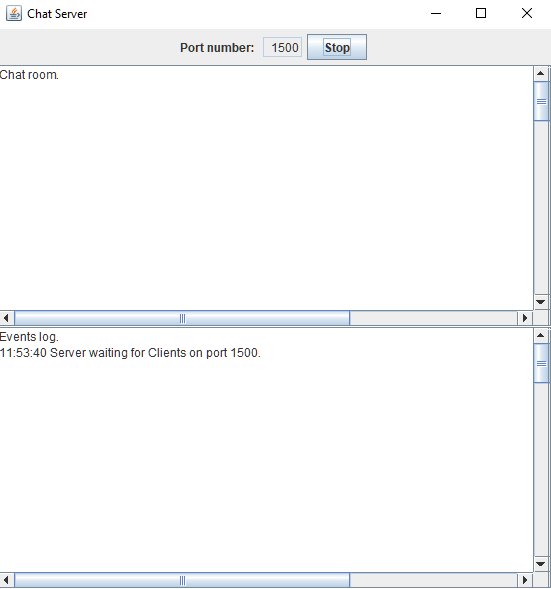 Chat Server
Port number: 1500 Stop
Chat room.
Events log.
11:53:40 Server waiting for Clients on port 1500.